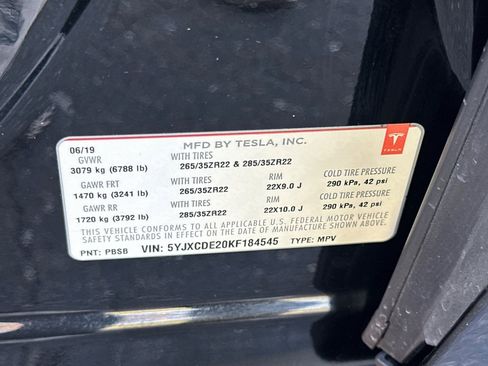 MFD BY TESLA, INC.
06/19
GVWR WITH TIRES
3079 kg (6788 lb) 265/35ZR22 & 285/35ZR22
GAWR FRT WITH TIRES RIM COLD TIRE PRESSURE
1470 kg (3241 lb) 265/35ZR22 22X9.0 J 290 kPa, 42 psi
GAWR RR WITH TIRES RIM COLD TIRE PRESSURE
1720 kg (3792 lb) 285/35ZR22 22X10.0 J 290 kPa, 42 psi
THIS VEHICLE CONFORMS TO ALL APPLICABLE U.S. FEDERAL MOTOR VEHICLE
SAFETY STANDARDS IN EFFECT ON THE DATE OF MANUFACTURE SHOWN ABOVE
PNT: PBSB VIN: 5YJXCDE20KF184545 TYPE: MPV
TESLA